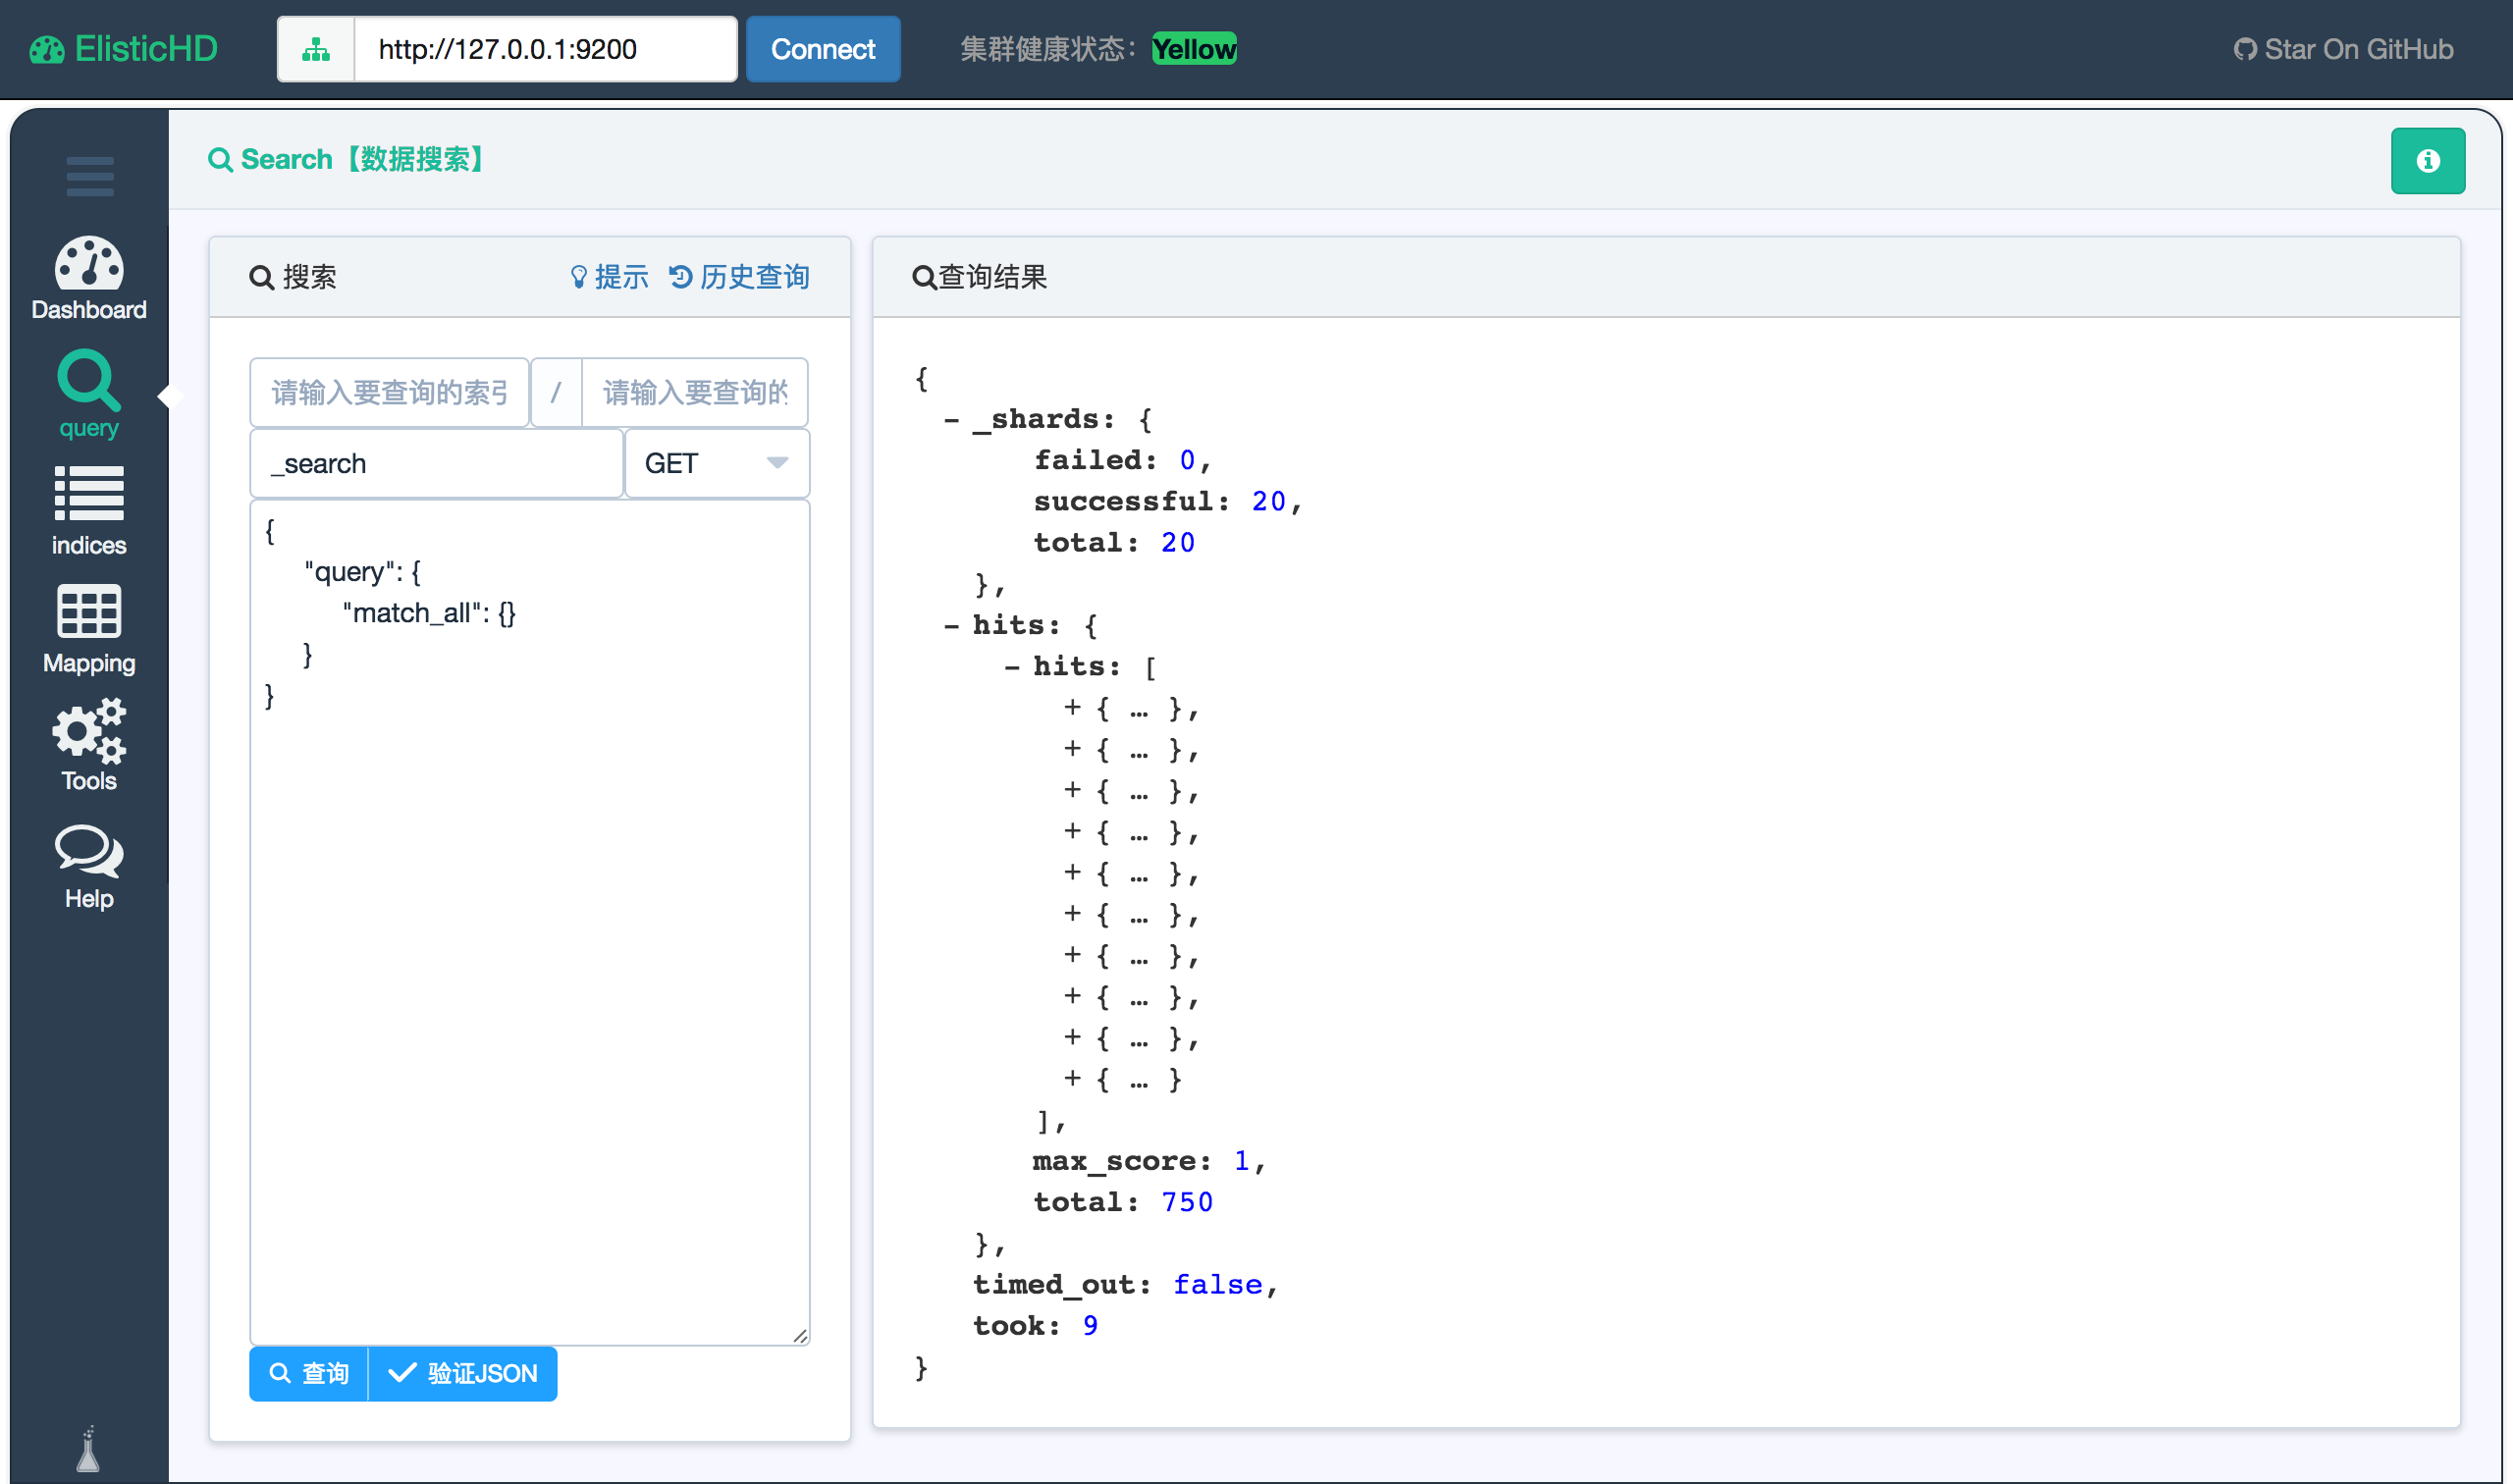 ElisticHD
http://127.0.0.1:9200
Connect
集群健康状态：Yellow
Star On GitHub
Search【数据搜索】
Dashboard
query
indices
Mapping
Tools
Help
搜索
提示 历史查询
请输入要查询的索引 / 请输入要查询的
_search
GET
{
"query": {
"match_all": {}
}
}
查询
验证JSON
查询结果
{
- _shards: {
failed: 0,
successful: 20,
total: 20
},
- hits: {
- hits: [
+ { … },
+ { … },
+ { … },
+ { … },
+ { … },
+ { … },
+ { … },
+ { … },
+ { … },
+ { … }
],
max_score: 1,
total: 750
},
timed_out: false,
took: 9
}